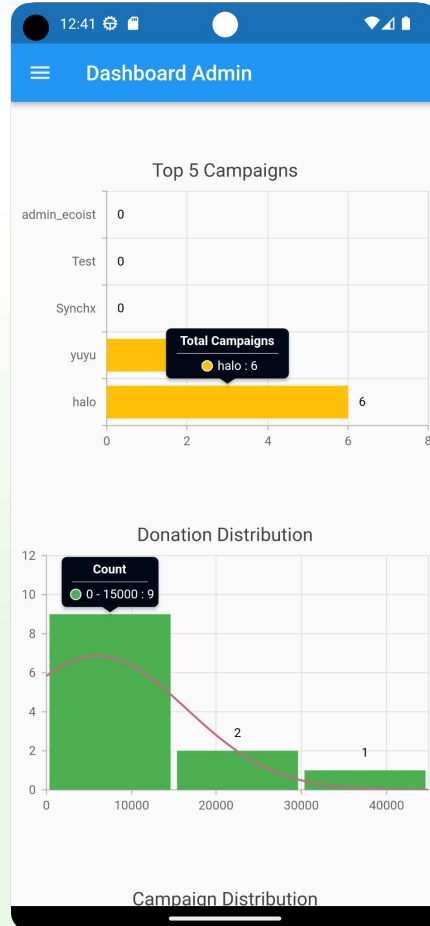 12:41
Dashboard Admin
Top 5 Campaigns
admin_ecoist 0
Test 0
Synchx 0
yuyu
Total Campaigns
halo : 6
halo 6
0 2 4 6 8
Donation Distribution
12
10
8
6
4
2
0
Count
0 - 15000 : 9
2
1
0 10000 20000 30000 40000
Campaign Distribution